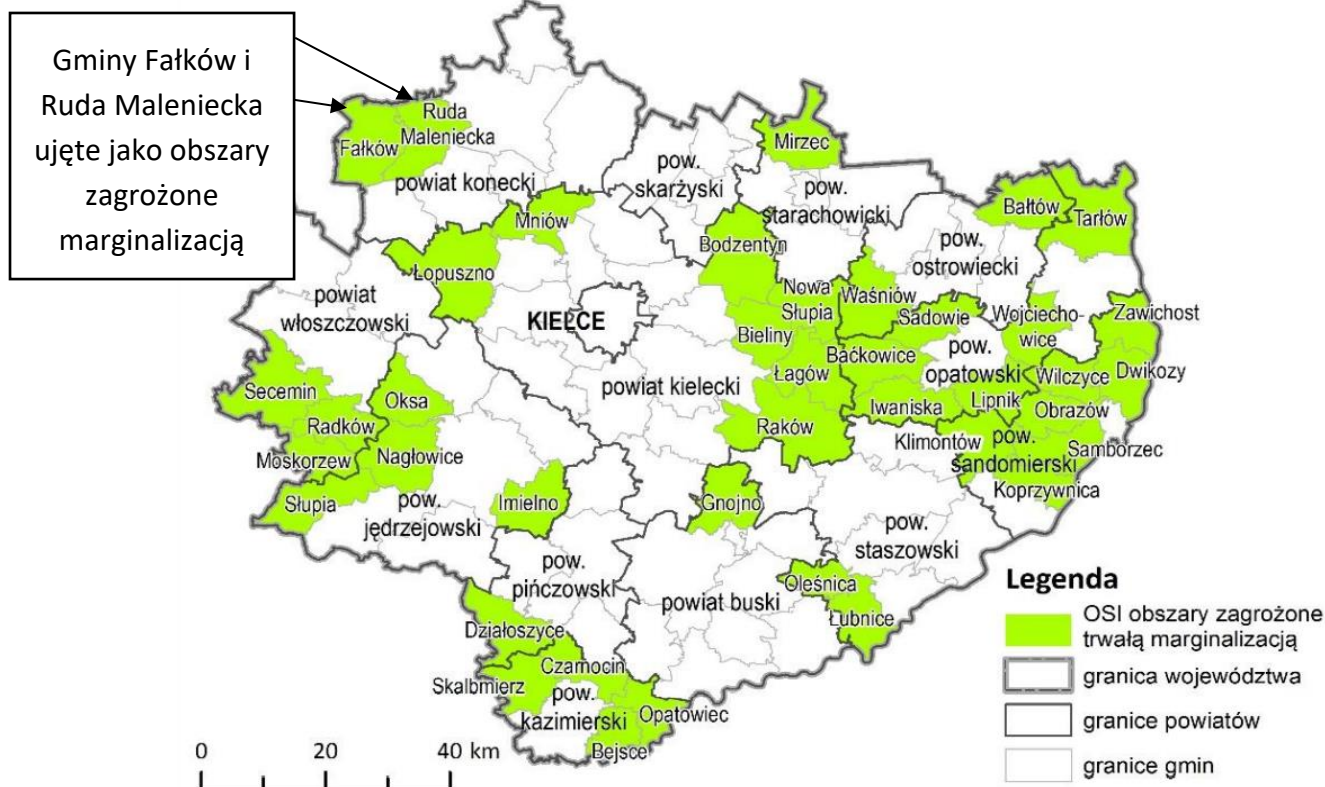 Gminy Fałków i
Ruda Maleniecka
ujęte jako obszary
zagrożone
marginalizacją
Ruda
Maleniecka
Fałków
powiat konecki
pow.
skarżyski
Mirzec
pow.
starachowicki
Bałtów
Tarłów
Mniów
Bodzentyn
pow.
ostrowiecki
Łopuszno
Nowa
Słupia
Waśniów
Sadowie
Wojciecho-
wice
Zawichost
powiat
włoszczowski
KIELCE
Bieliny
Baćkowice
pow.
opatowski
Wilczyce
Dwikozy
Łagów
Secemin
Oksa
powiat kielecki
Iwaniska
Lipnik
Obrazów
Radków
Raków
Klimontów
pow.
sandomierski
Samborzec
Moskorzew
Nagłowice
Koprzywnica
Słupia
pow.
jędrzejowski
Imielno
Gnojno
pow.
staszowski
pow.
pińczowski
powiat buski
Oleśnica
Łubnice
Działoszyce
Czarnocin
Skalbmierz
pow.
kazimierski
Opatowiec
Bejsce
0 20 40 km
Legenda
OSI obszary zagrożone
trwałą marginalizacją
granica województwa
granice powiatów
granice gmin